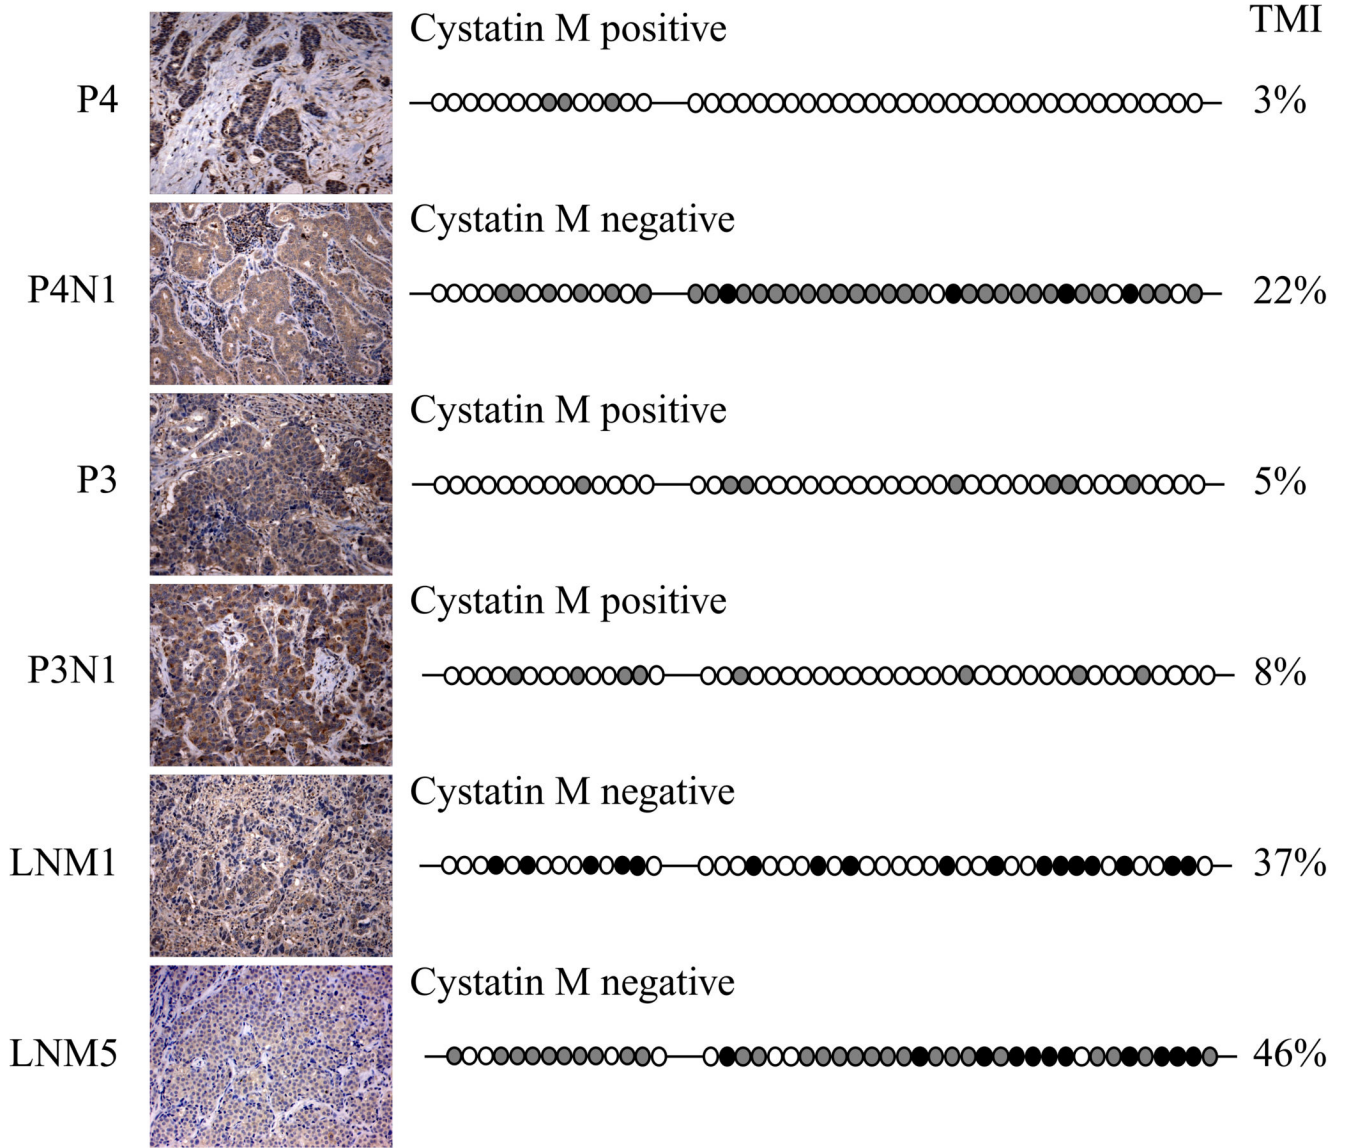 TMI
P4
Cystatin M positive
3%
P4N1
Cystatin M negative
22%
P3
Cystatin M positive
5%
P3N1
Cystatin M positive
8%
LNM1
Cystatin M negative
37%
LNM5
Cystatin M negative
46%